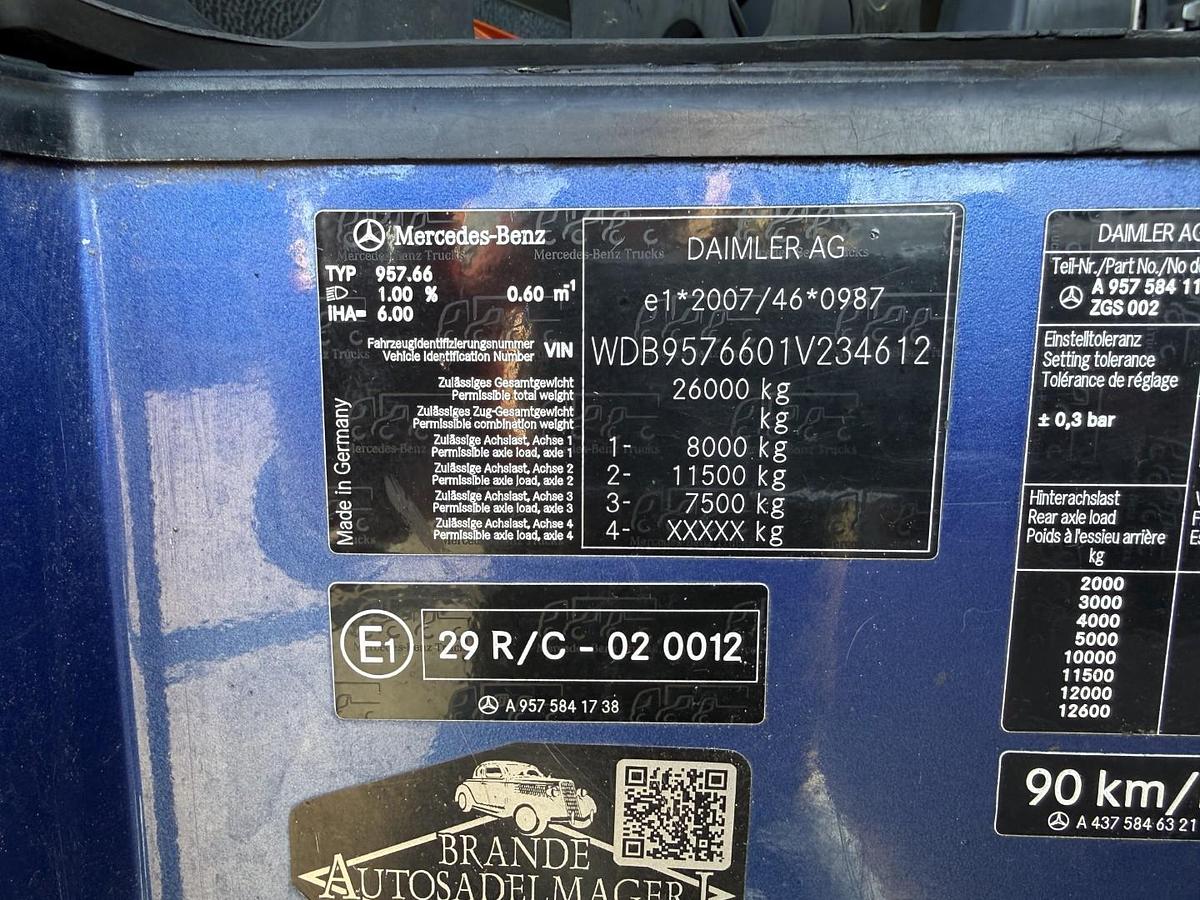 Mercedes-Benz
TYP 957.66
1.00 % 0.60 m-1
IHA= 6.00
DAIMLER AG
e1*2007/46*0987
Fahrzeugidentifizierungsnummer
Vehicle Identification Number VIN WDB9576601V234612
Zulässiges Gesamtgewicht
Permissible total weight 26000 kg
Zulässiges Zug-Gesamtgewicht
Permissible combination weight kg
Zulässige Achslast, Achse 1
Permissible axle load, axle 1 1- 8000 kg
Zulässige Achslast, Achse 2
Permissible axle load, axle 2 2- 11500 kg
Zulässige Achslast, Achse 3
Permissible axle load, axle 3 3- 7500 kg
Zulässige Achslast, Achse 4
Permissible axle load, axle 4 4- XXXXX kg
Made in Germany
E1 29 R/C - 02 0012
A 957 584 17 38
BRANDE
AUTOSADELMAGERI
DAIMLER AG
Teil-Nr./Part No./No
A 957 584 11
ZGS 002
Einstelltoleranz
Setting tolerance
Tolérance de réglage
± 0,3 bar
Hinterachslast
Rear axle load
Poids à l'essieu arrière
kg
2000
3000
4000
5000
10000
11500
12000
12600
90 km/
A 437 584 63 21